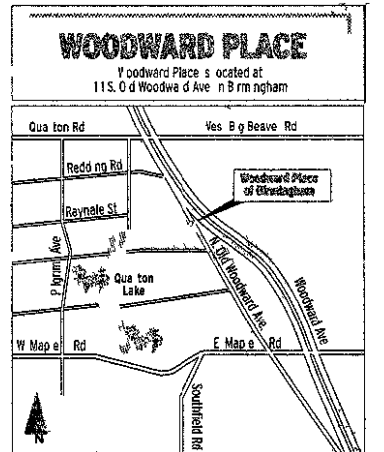 WOODWARD PLACE
Woodward Place s ocated at
11 S. O d Woodwa d Ave n B rm ngham
Qua ton Rd
Wes B g Beave Rd
Redd ng Rd
Woodward Place
of Birmingham
Raynale St
P lgrim Ave
N. Old Woodward Ave.
Woodward Ave
Qua ton
Lake
W Map e Rd
E Map e Rd
Southfield Rd
N